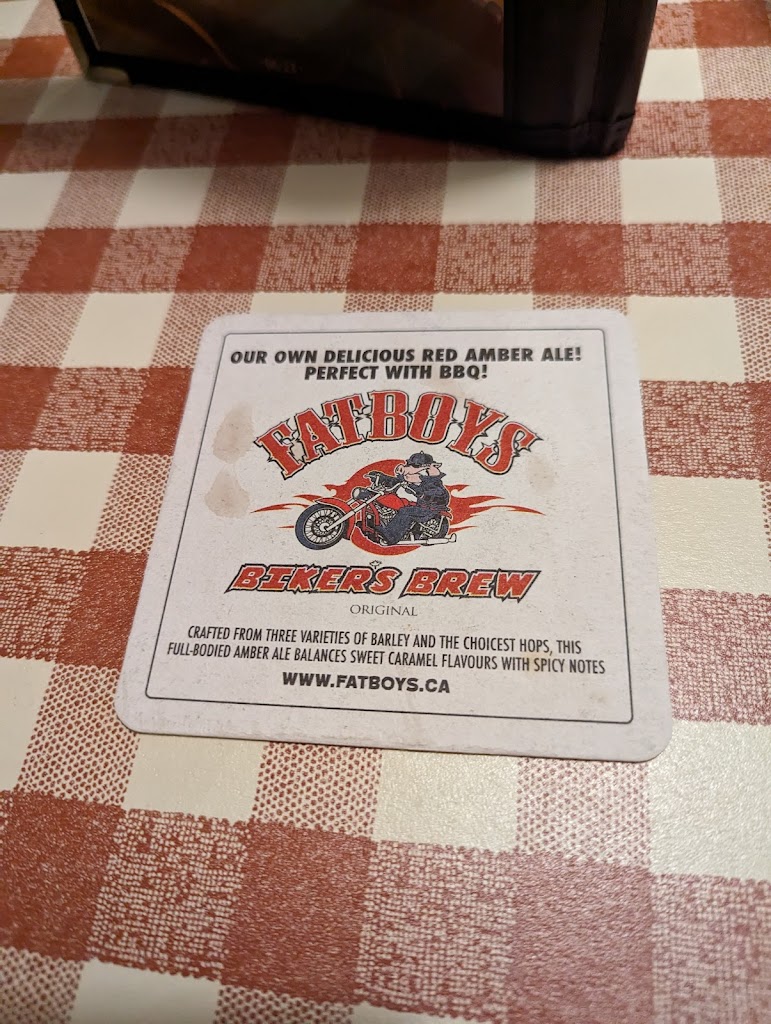 OUR OWN DELICIOUS RED AMBER ALE!
PERFECT WITH BBQ!
FATBOYS
BIKER'S BREW
ORIGINAL
CRAFTED FROM THREE VARIETIES OF BARLEY AND THE CHOICEST HOPS, THIS
FULL-BODIED AMBER ALE BALANCES SWEET CARAMEL FLAVOURS WITH SPICY NOTES
WWW.FATBOYS.CA